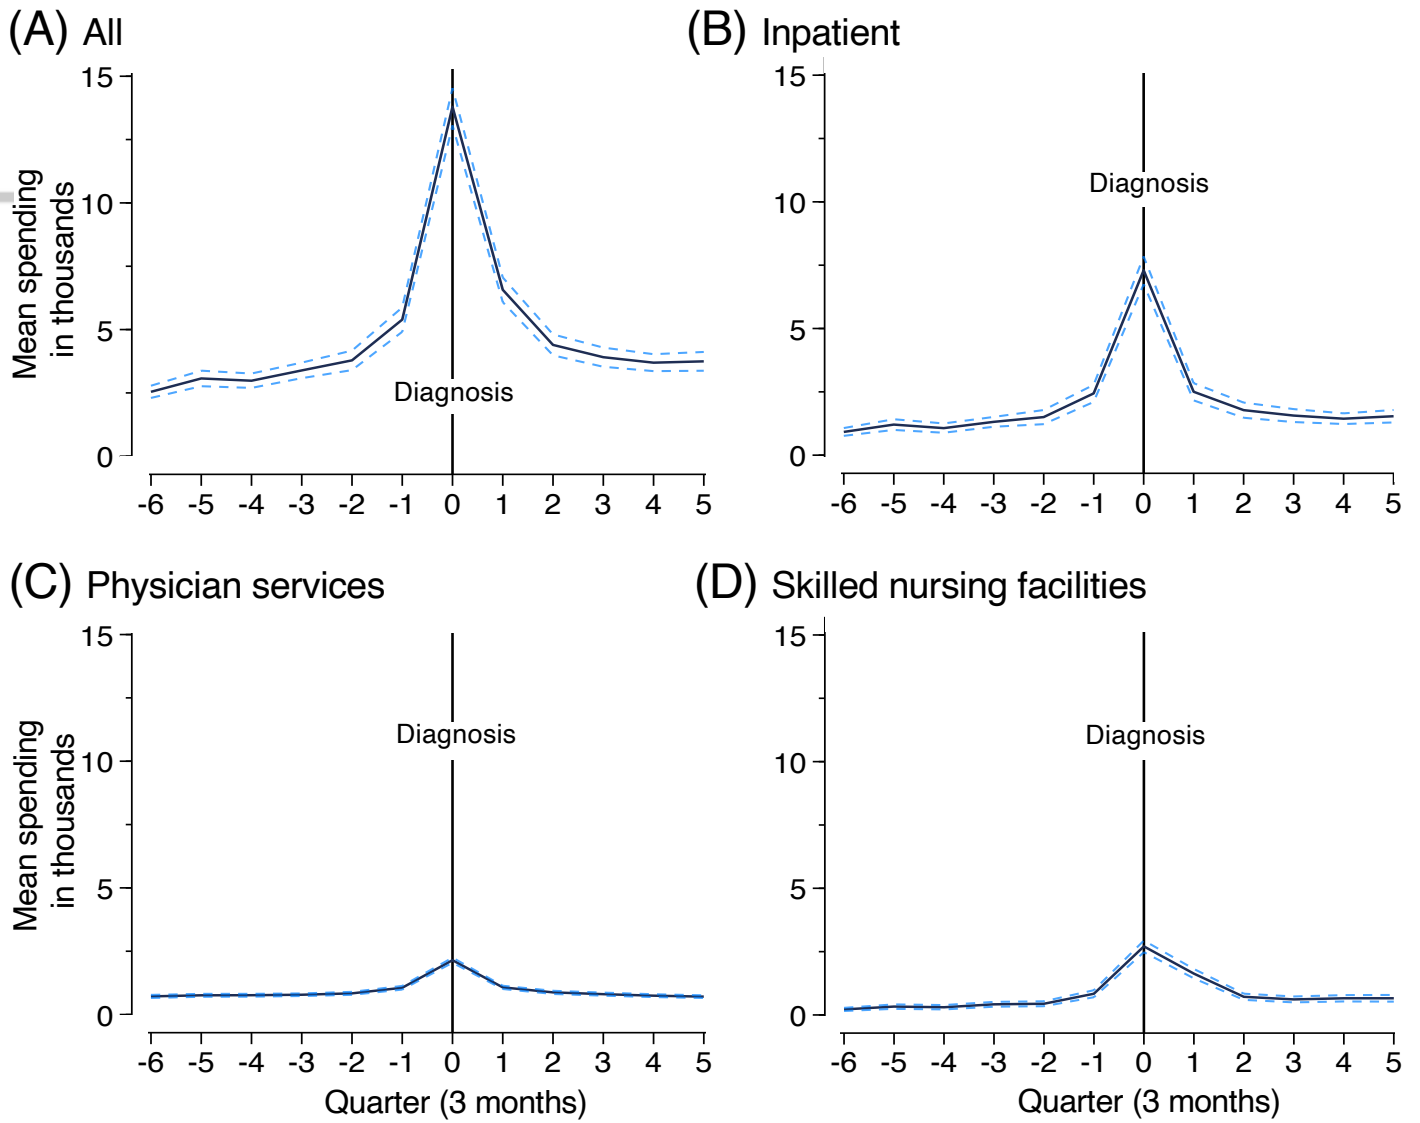 (A) All
15
10
5
0
Mean spending
in thousands
Diagnosis
-6 -5 -4 -3 -2 -1 0 1 2 3 4 5
(B) Inpatient
15
10
5
0
Diagnosis
-6 -5 -4 -3 -2 -1 0 1 2 3 4 5
(C) Physician services
15
10
5
0
Mean spending
in thousands
Diagnosis
-6 -5 -4 -3 -2 -1 0 1 2 3 4 5
Quarter (3 months)
(D) Skilled nursing facilities
15
10
5
0
Diagnosis
-6 -5 -4 -3 -2 -1 0 1 2 3 4 5
Quarter (3 months)